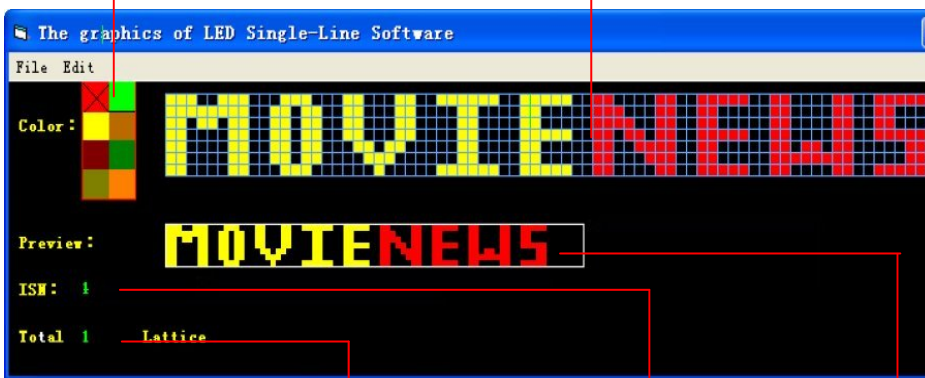 The graphics of LED Single-Line Software
File Edit
Color:
MOVIENEWS
Preview:
MOVIENEWS
ISN: 1
Total 1 Lattice